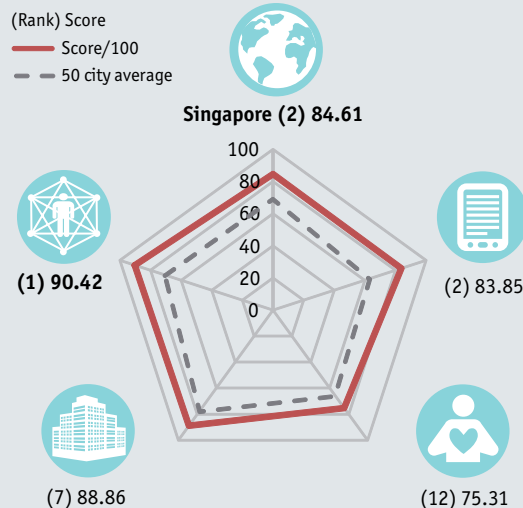 (Rank) Score
Score/100
50 city average
Singapore (2) 84.61
100
80
60
40
20
0
(1) 90.42
(2) 83.85
(7) 88.86
(12) 75.31